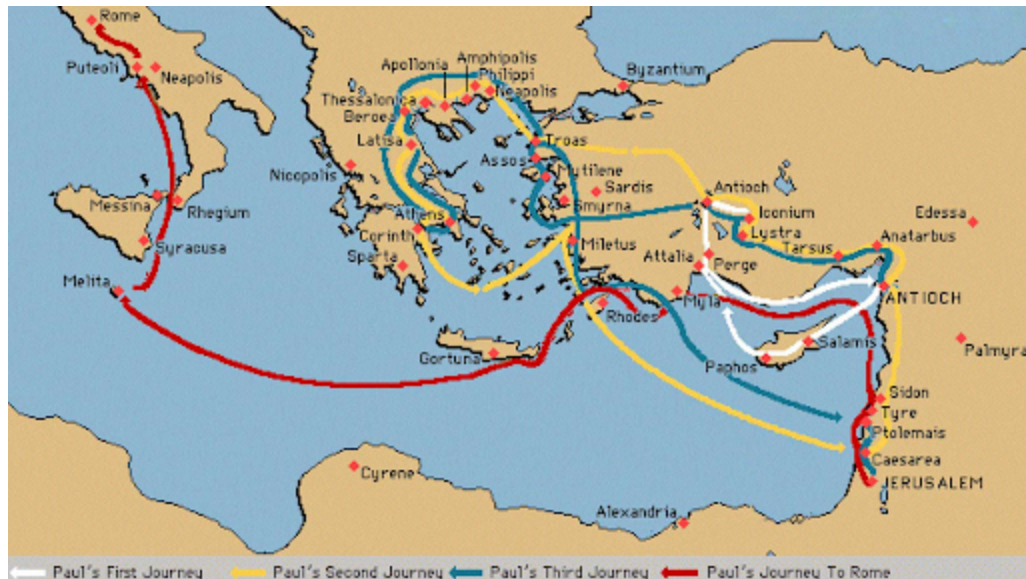 Rome
Puteoli
Neapolis
Messina
Rhegium
Syracusa
Melita
Apollonia
Amphipolis
Philippi
Neapolis
Thessalonica
Beroea
Latisa
Nicopolis
Athens
Corinth
Sparta
Gortuna
Cyrene
Byzantium
Troas
Assos
Mutilene
Sardis
Smyrna
Miletus
Rhodes
Antioch
Iconium
Lystra
Tarsus
Anatarbus
Edessa
Attalia
Perge
Myla
ANTIOCH
Salamis
Paphos
Palmyra
Sidon
Tyre
Ptolemais
Caesarea
JERUSALEM
Alexandria
Paul's First Journey
Paul's Second Journey
Paul's Third Journey
Paul's Journey To Rome